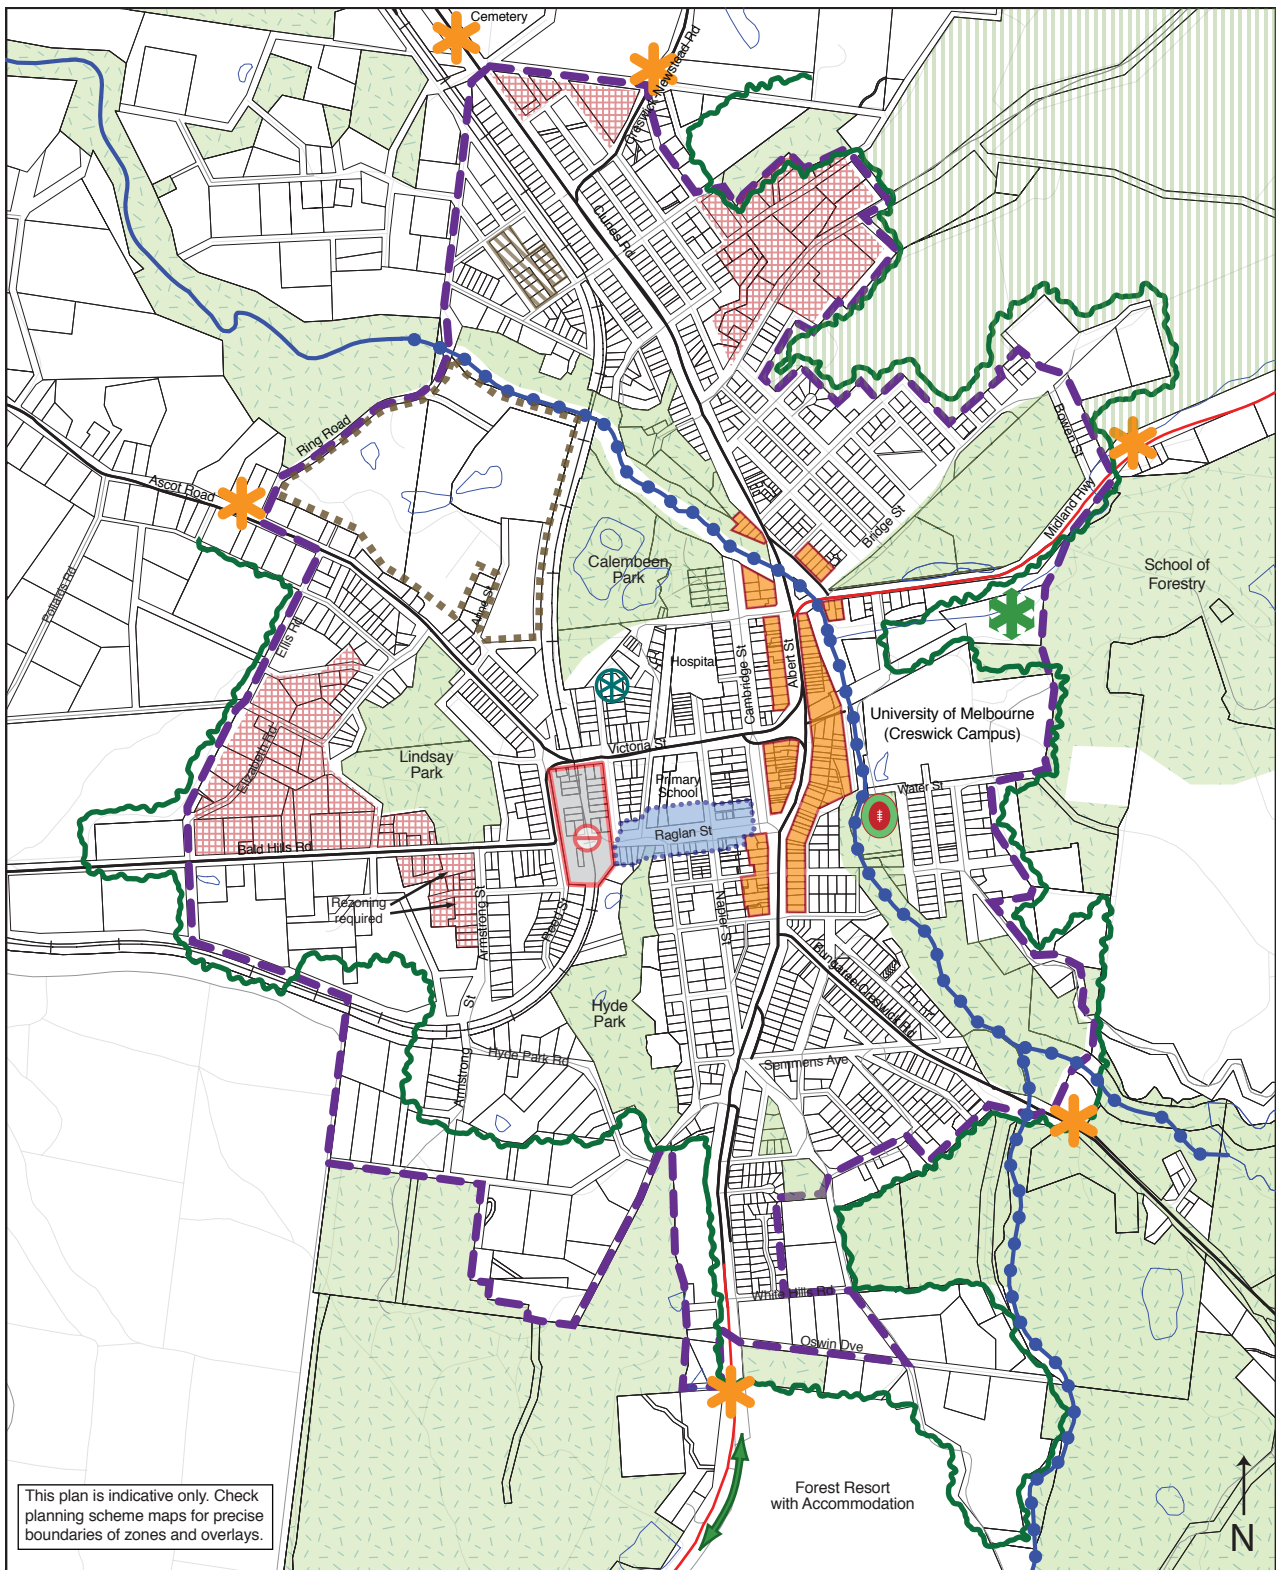 Cemetery
Creswick-Newstead Rd
Clunes Rd
Ring Road
Ascot Road
Bowen St
Midland Hwy
Bridge St
School of
Forestry
Calembeen
Park
Pollards Rd
Anne St
Ellis Rd
Hospital
Cambridge St
Albert St
University of Melbourne
(Creswick Campus)
Victoria St
Lindsay
Park
Elizabeth Rd
Primary
School
Water St
Raglan St
Bald Hills Rd
Rezoning
required
Armstrong St
Reed St
Napier St
Bungaree-Creswick Rd
Hyde
Park
Armstrong St
Hyde Park Rd
Semmens Ave
White Hills Rd
Oswin Dve
Forest Resort
with Accommodation
This plan is indicative only. Check
planning scheme maps for precise
boundaries of zones and overlays.
N